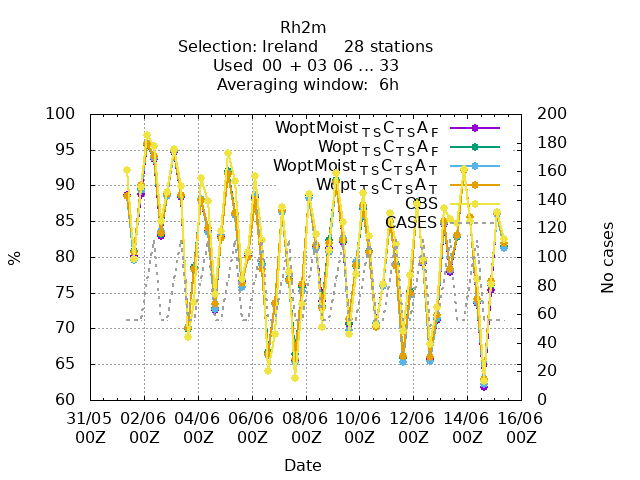 Rh2m
Selection: Ireland 28 stations
Used 00 + 03 06 ... 33
Averaging window: 6h
100
95
90
85
80
75
70
65
60
%
200
180
160
140
120
100
80
60
40
20
0
No cases
WoptMoist TS C TS A F
Wopt TS C TS A F
WoptMoist TS C TS A T
Wopt TS C TS A T
OBS
CASES
31/05 02/06 04/06 06/06 08/06 10/06 12/06 14/06 16/06
00Z 00Z 00Z 00Z 00Z 00Z 00Z 00Z 00Z
Date